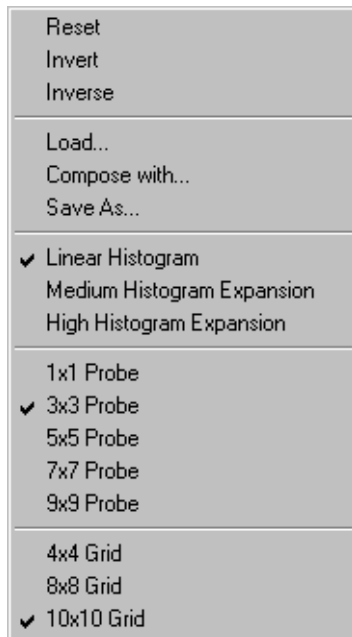 Reset
Invert
Inverse
Load...
Compose with...
Save As...
Linear Histogram
Medium Histogram Expansion
High Histogram Expansion
1x1 Probe
3x3 Probe
5x5 Probe
7x7 Probe
9x9 Probe
4x4 Grid
8x8 Grid
10x10 Grid